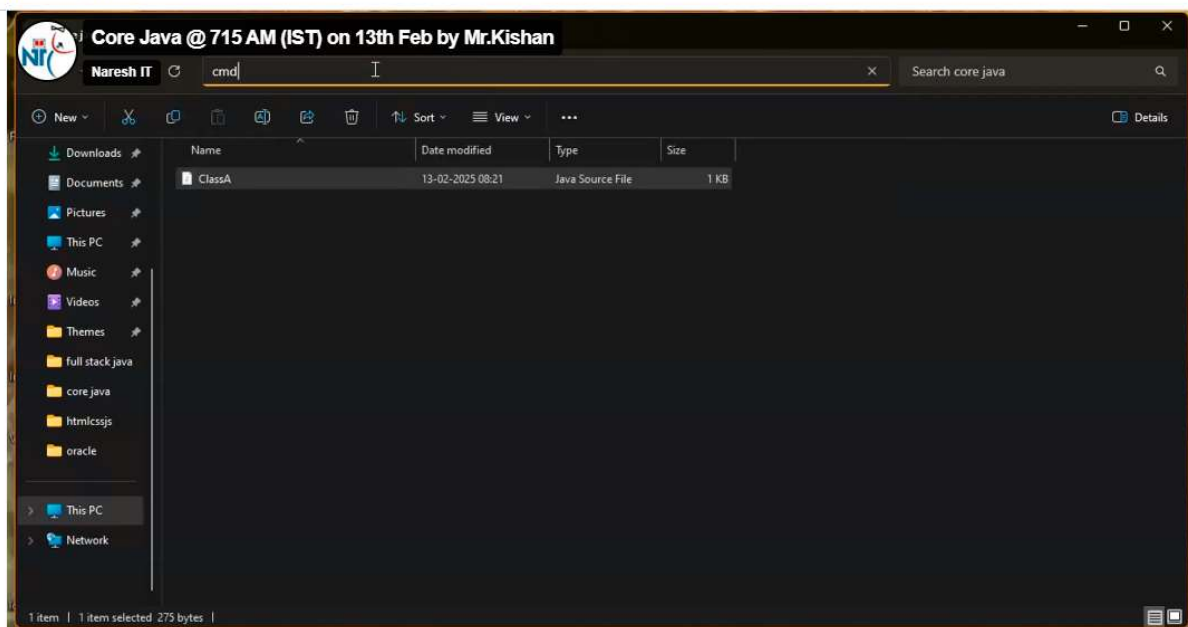 Core Java @ 715 AM (IST) on 13th Feb by Mr.Kishan
NIT
Naresh IT cmd Search core java
New Sort View ... Details
Downloads Name Date modified Type Size
Documents ClassA 13-02-2025 08:21 Java Source File 1 KB
Pictures
This PC
Music
Videos
Themes
full stack java
core java
htmlcssjs
oracle
This PC
Network
1 item | 1 item selected 275 bytes |